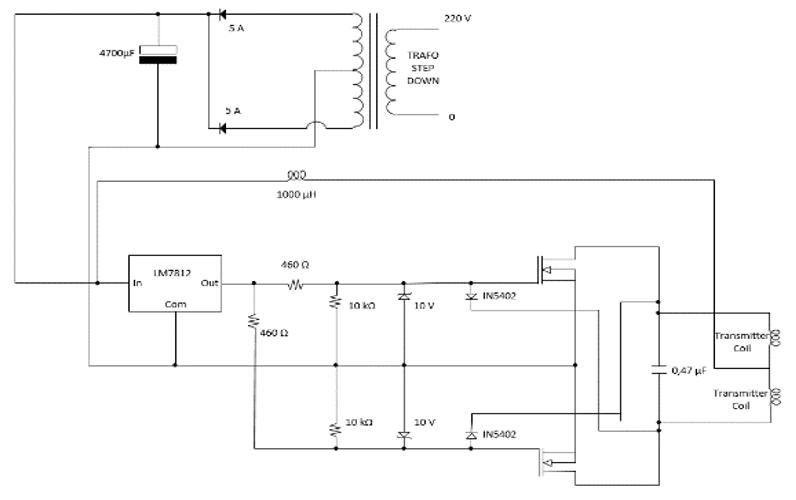 220 V
5 A
4700µF
TRAFO
STEP
DOWN
5 A
0
1000 µH
LM7812
In
Out
Com
460 Ω
460 Ω
10 kΩ
10 V
IN5402
Transmitter
Coil
0,47 µF
Transmitter
Coil
10 kΩ
10 V
IN5402